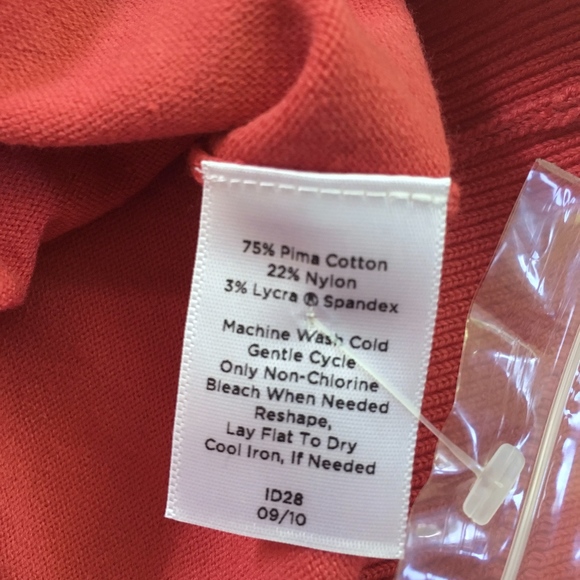 75% Pima Cotton
22% Nylon
3% Lycra ® Spandex
Machine Wash Cold
Gentle Cycle
Only Non-Chlorine
Bleach When Needed
Reshape,
Lay Flat To Dry
Cool Iron, If Needed
ID28
09/10